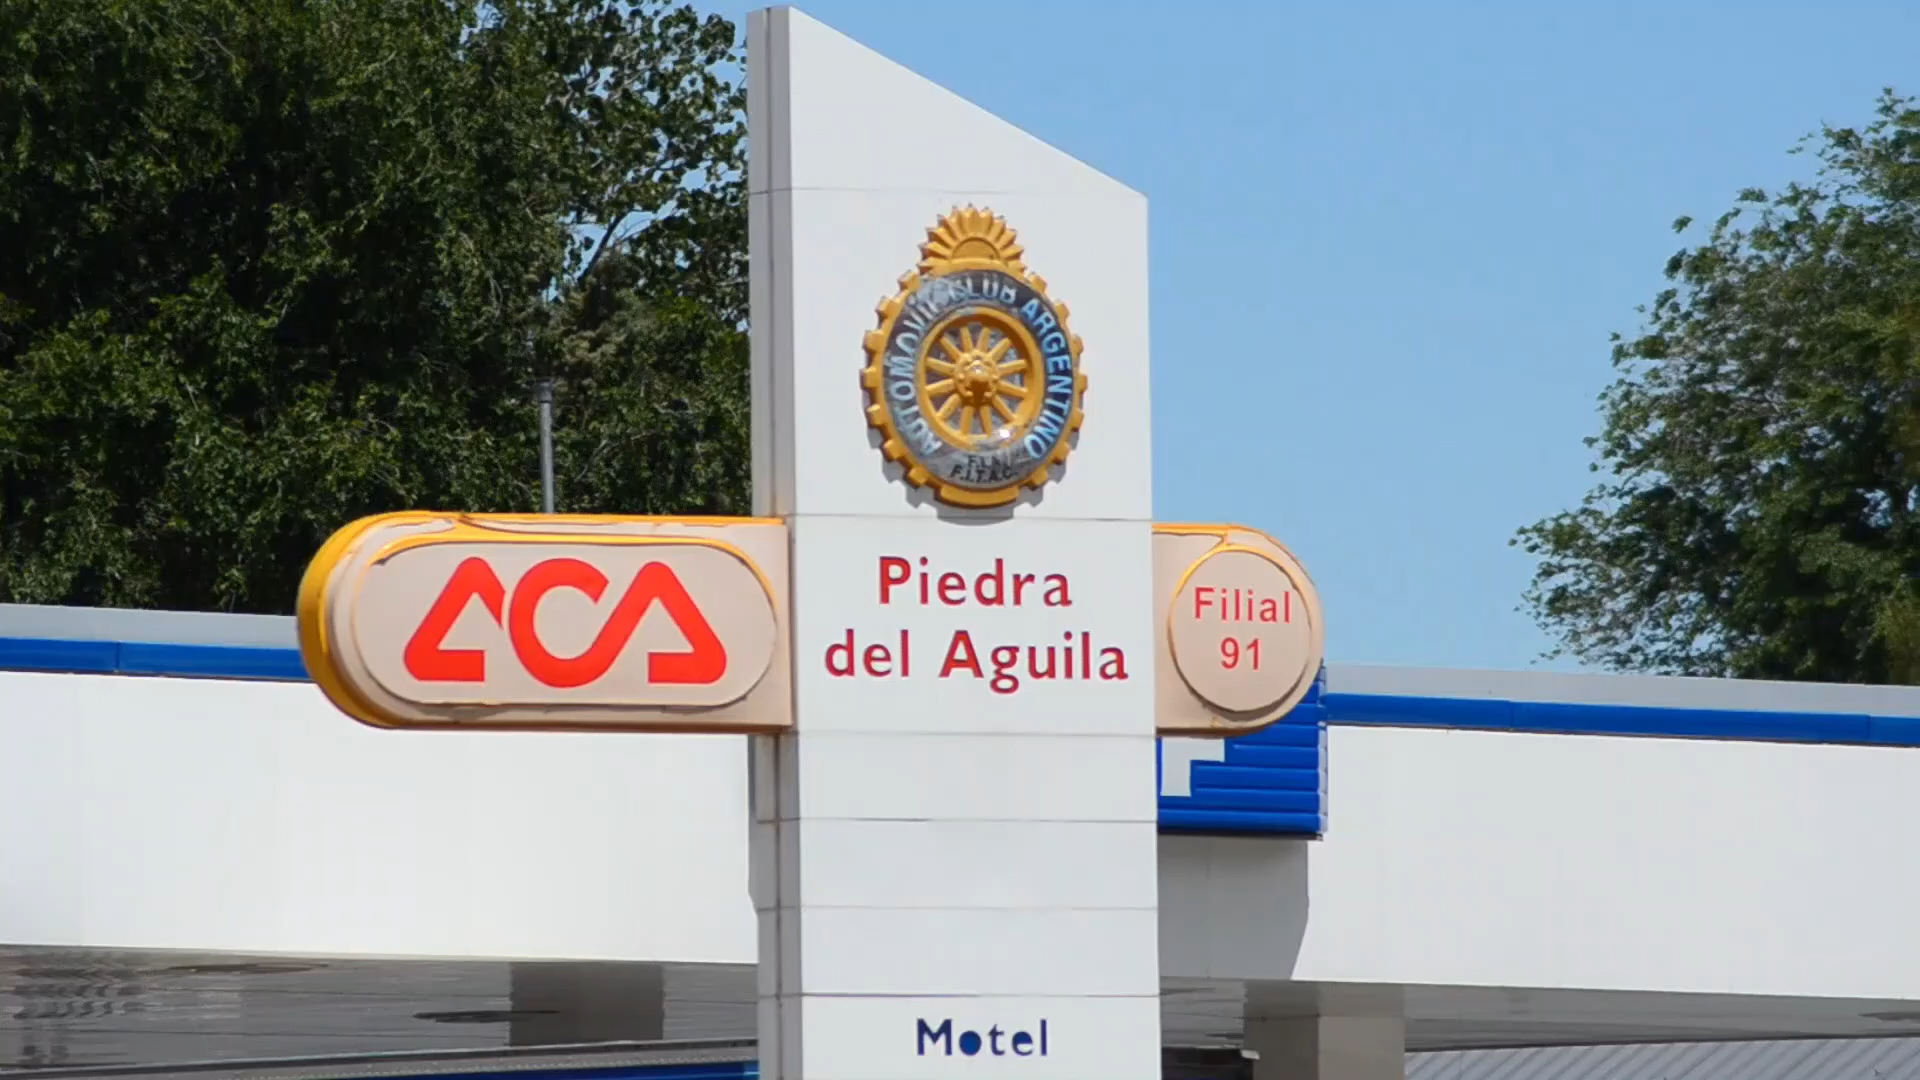 AUTOMOVIL CLUB ARGENTINO
F.I.T.A.C.
ACA
Piedra
del Aguila
Filial
91
Motel